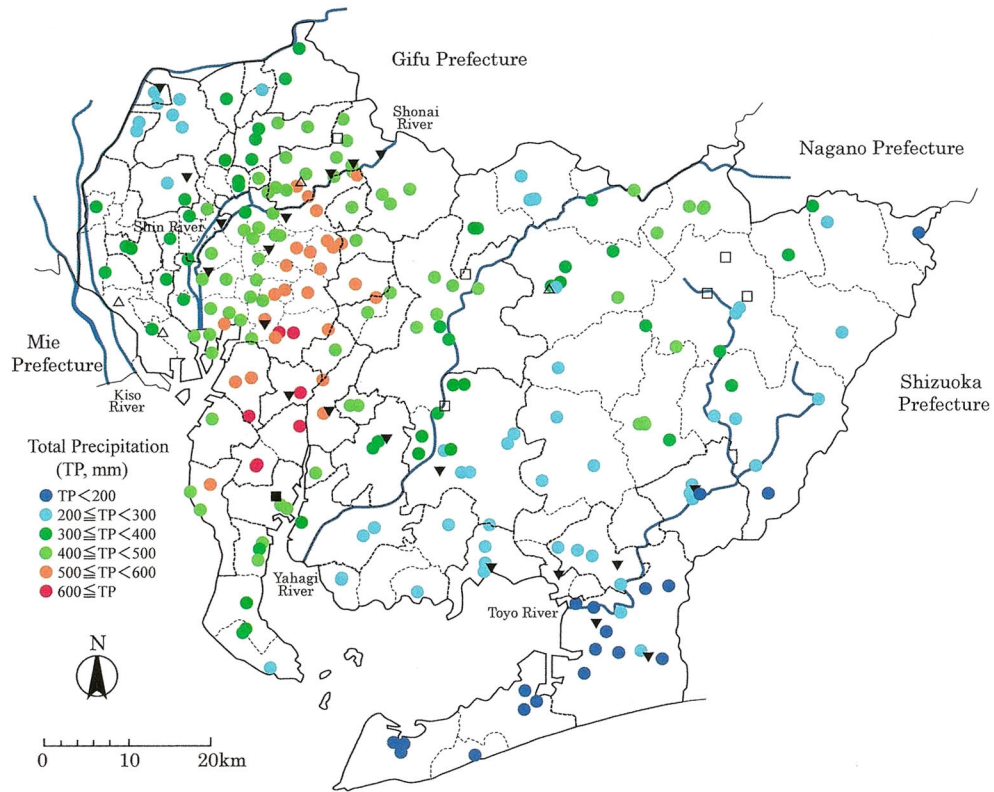 Gifu Prefecture
Shonai
River
Nagano Prefecture
Shin River
Mie
Prefecture
Kiso
River
Shizuoka
Prefecture
Total Precipitation
(TP, mm)
TP＜200
200≦TP＜300
300≦TP＜400
400≦TP＜500
500≦TP＜600
600≦TP
Yahagi
River
Toyo River
N
0 10 20km